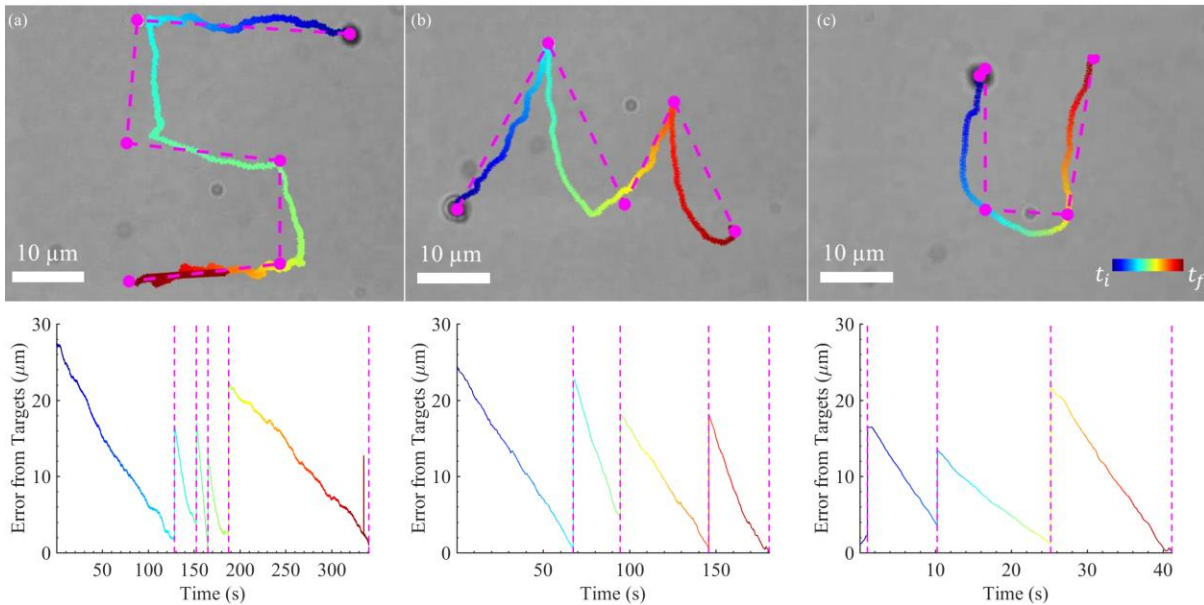 (a)
10 µm
(b)
10 µm
(c)
10 µm
t_i t_f
30
20
10
0
Error from Targets (µm)
50 100 150 200 250 300
Time (s)
30
20
10
0
Error from Targets (µm)
50 100 150
Time (s)
30
20
10
0
Error from Targets (µm)
10 20 30 40
Time (s)